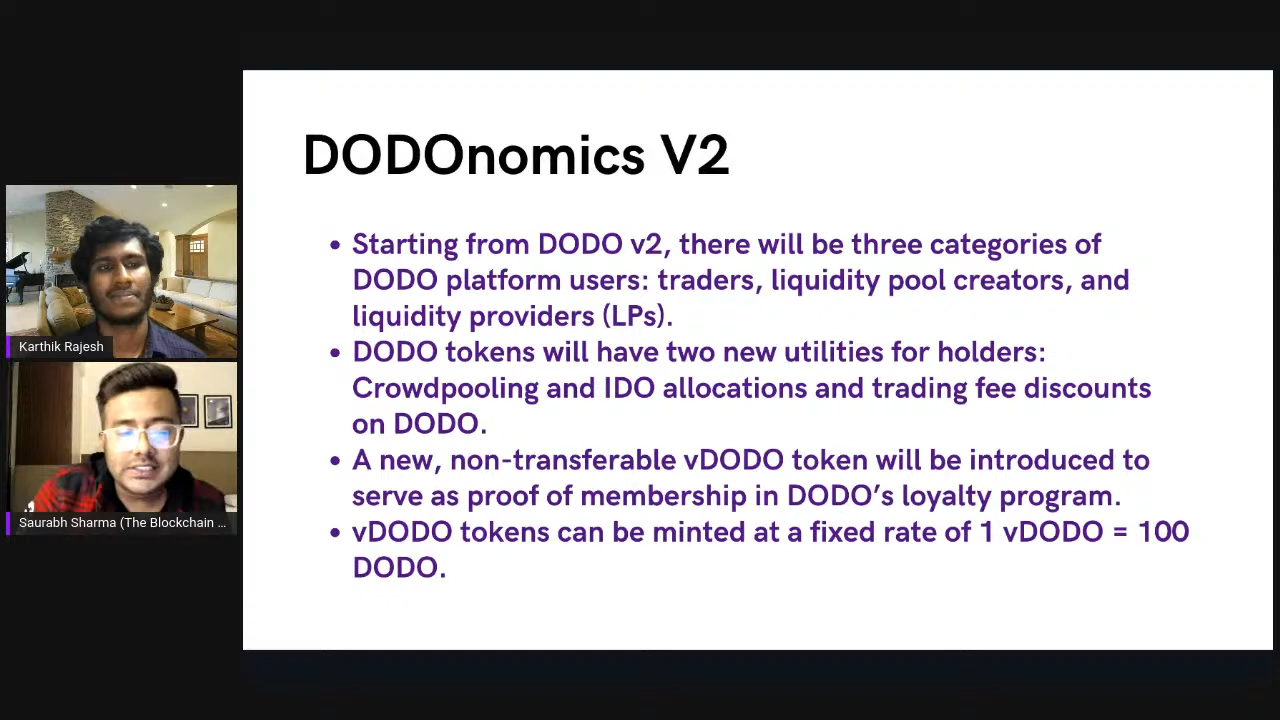 DODOnomics V2
• Starting from DODO v2, there will be three categories of
DODO platform users: traders, liquidity pool creators, and
liquidity providers (LPs).
• DODO tokens will have two new utilities for holders:
Crowdpooling and IDO allocations and trading fee discounts
on DODO.
• A new, non-transferable vDODO token will be introduced to
serve as proof of membership in DODO’s loyalty program.
• vDODO tokens can be minted at a fixed rate of 1 vDODO = 100
DODO.
Karthik Rajesh
Saurabh Sharma (The Blockchain ...